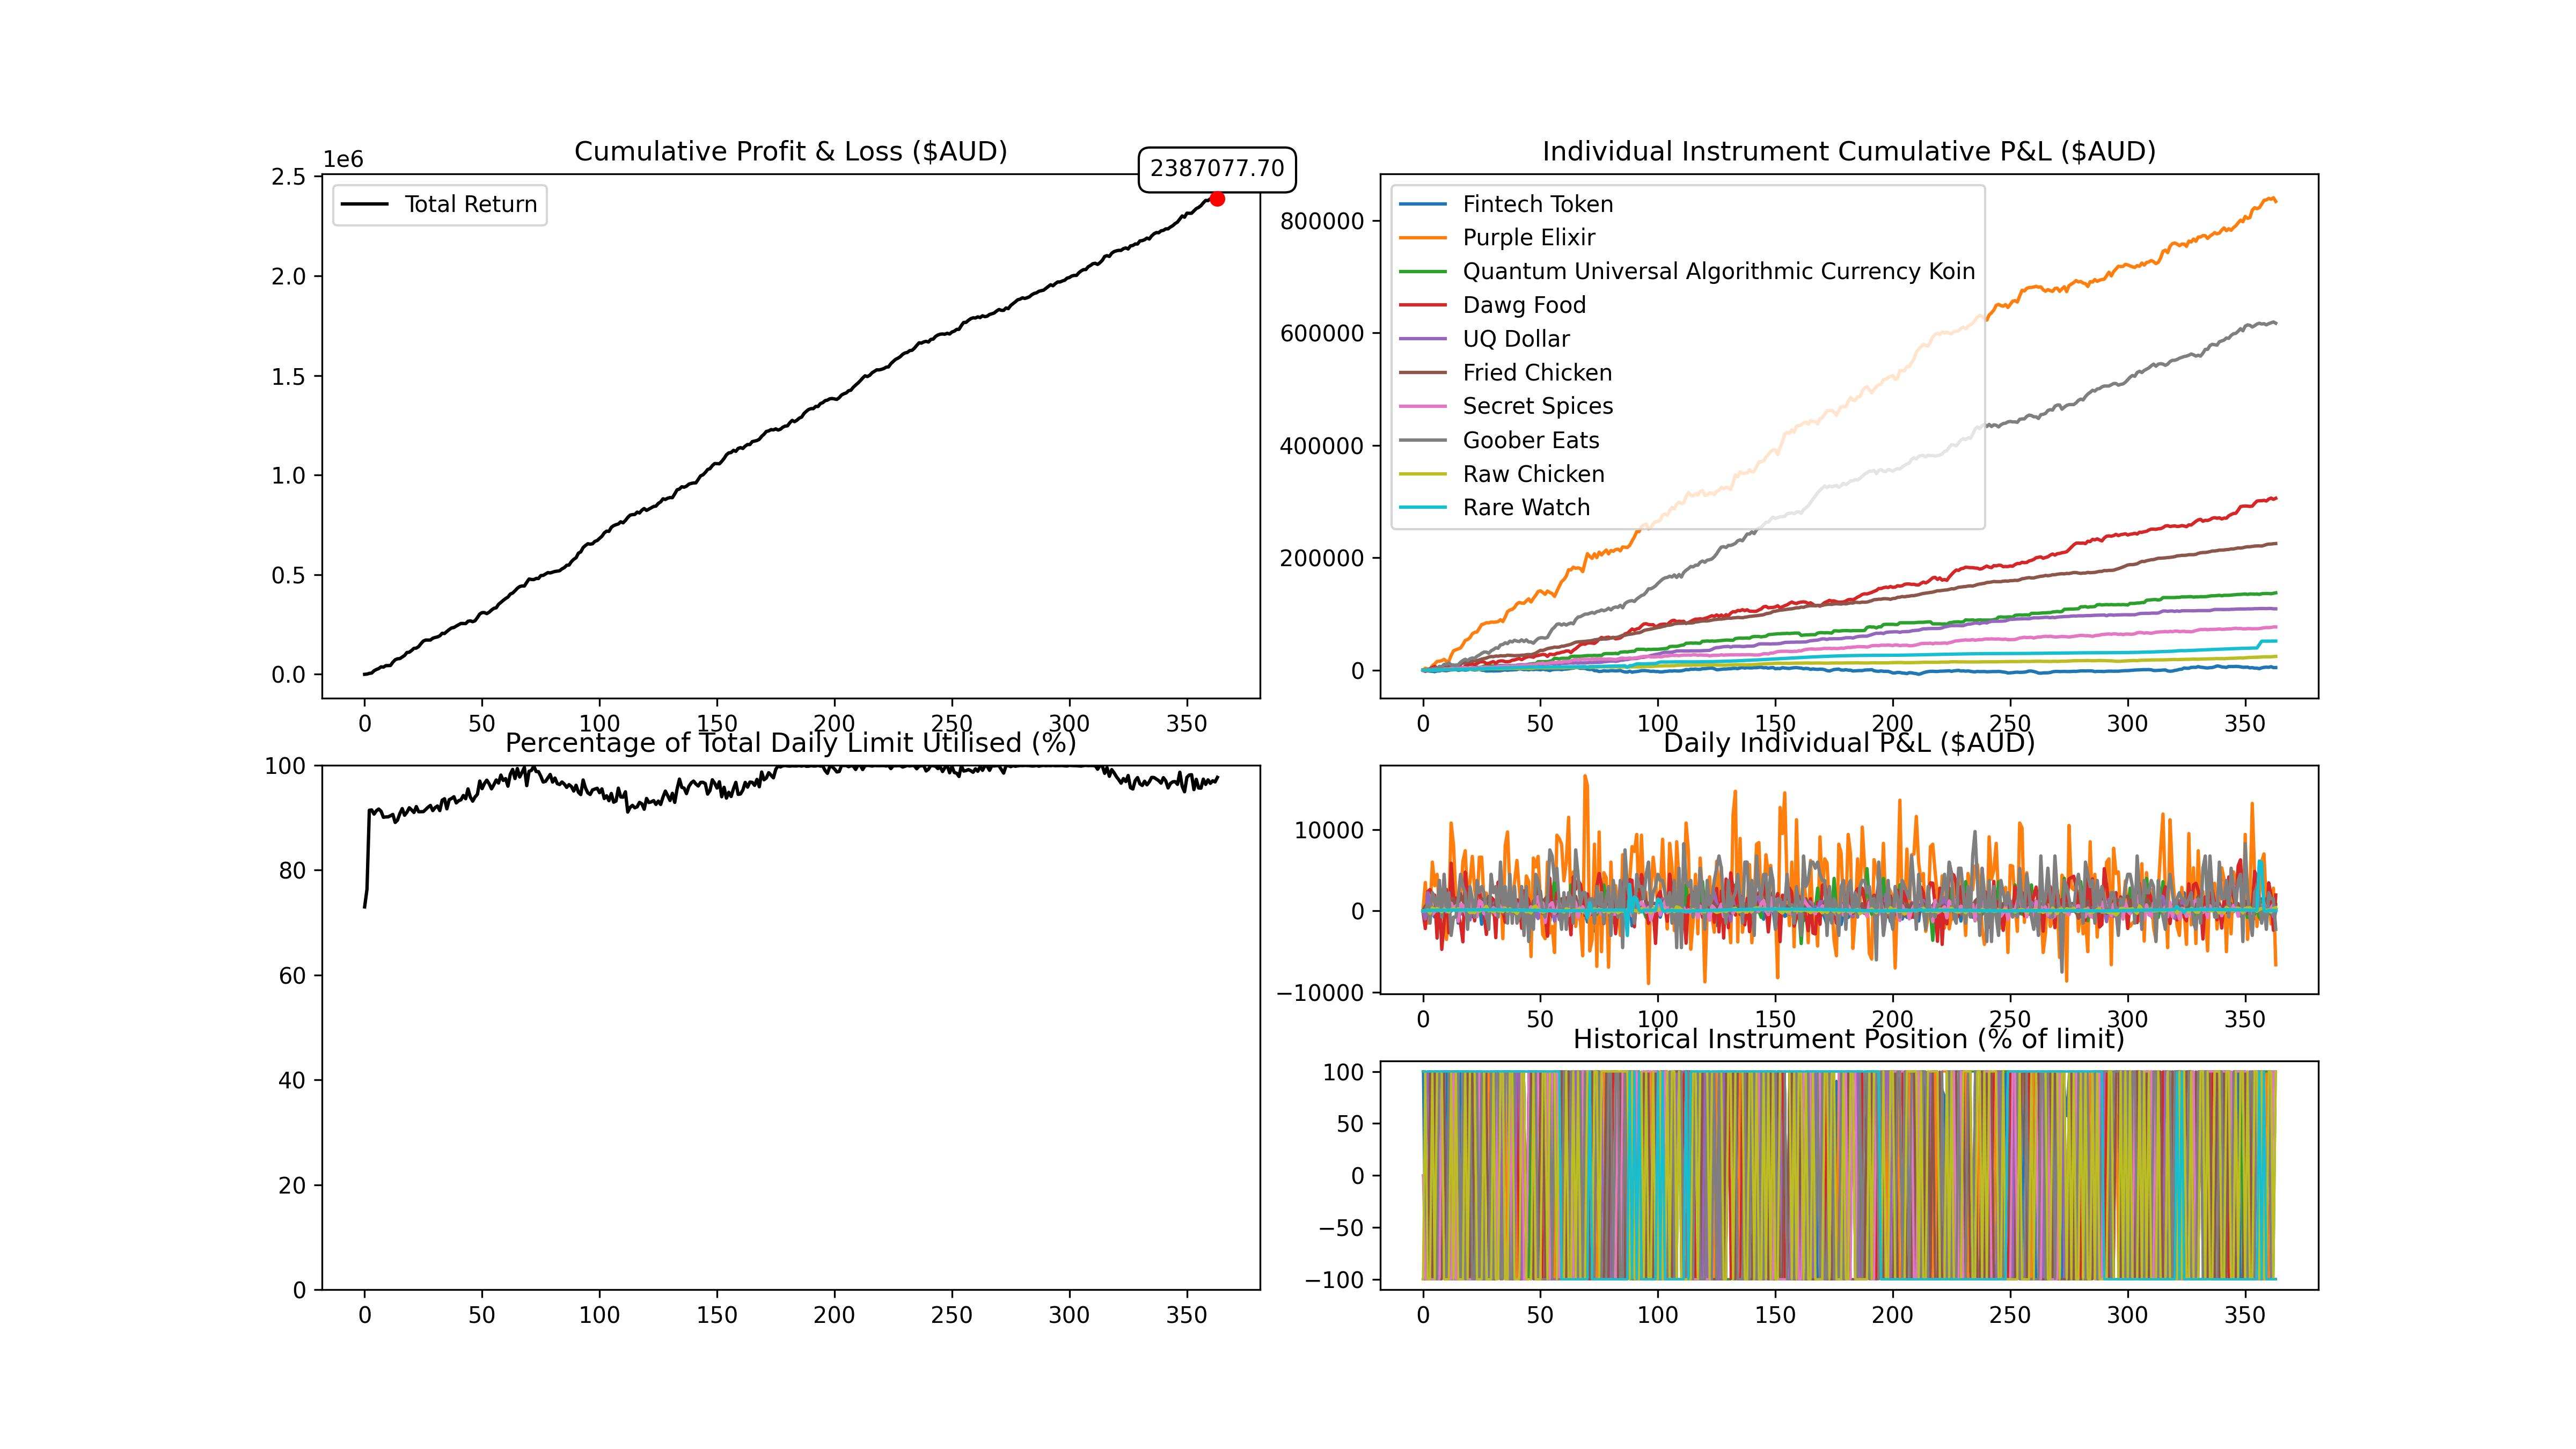 Cumulative Profit & Loss ($AUD)
1e6
2387077.70
Total Return
2.5
2.0
1.5
1.0
0.5
0.0
0 50 100 150 200 250 300 350
Individual Instrument Cumulative P&L ($AUD)
Fintech Token
Purple Elixir
Quantum Universal Algorithmic Currency Koin
Dawg Food
UQ Dollar
Fried Chicken
Secret Spices
Goober Eats
Raw Chicken
Rare Watch
800000
600000
400000
200000
0
0 50 100 150 200 250 300 350
Percentage of Total Daily Limit Utilised (%)
100
80
60
40
20
0
0 50 100 150 200 250 300 350
Daily Individual P&L ($AUD)
10000
0
−10000
0 50 100 150 200 250 300 350
Historical Instrument Position (% of limit)
100
50
0
−50
−100
0 50 100 150 200 250 300 350